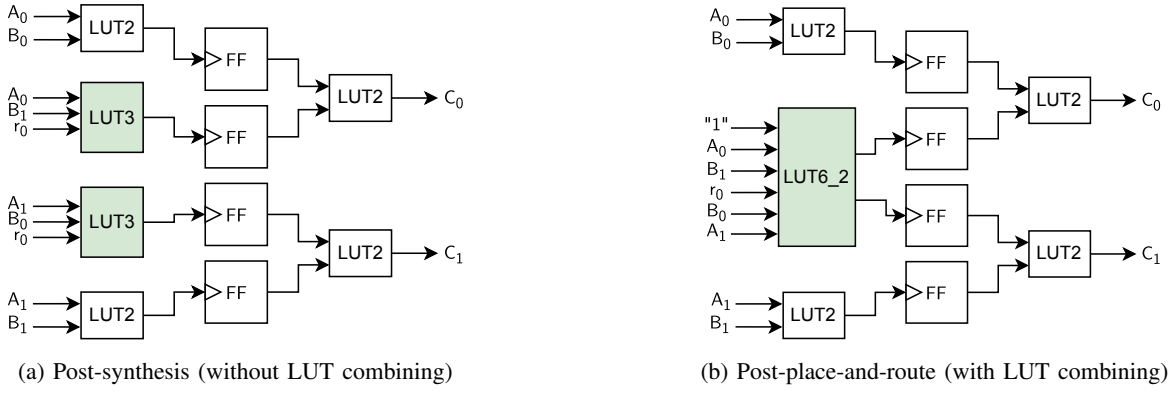 A0
B0
LUT2
FF
A0
B1
r0
LUT3
FF
LUT2
C0
A1
B0
r0
LUT3
FF
LUT2
C1
A1
B1
LUT2
FF
(a) Post-synthesis (without LUT combining)
A0
B0
LUT2
FF
LUT2
C0
"1"
A0
B1
r0
B0
A1
LUT6_2
FF
FF
LUT2
C1
A1
B1
LUT2
FF
(b) Post-place-and-route (with LUT combining)